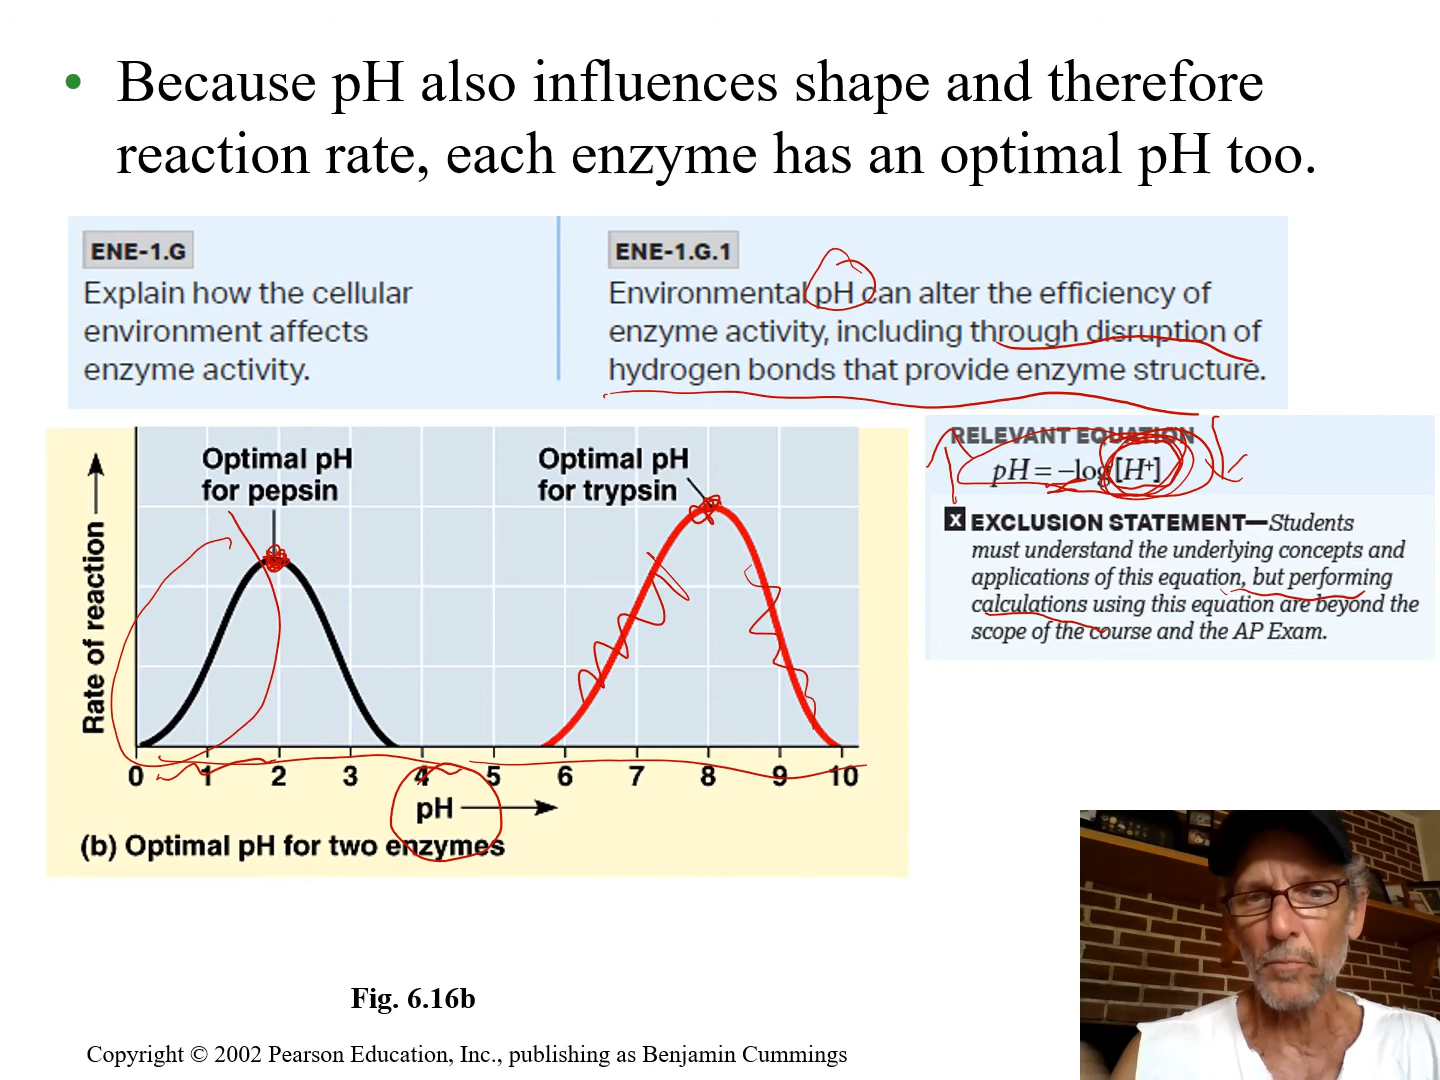 • Because pH also influences shape and therefore
reaction rate, each enzyme has an optimal pH too.
ENE-1.G
Explain how the cellular
environment affects
enzyme activity.
ENE-1.G.1
Environmental pH can alter the efficiency of
enzyme activity, including through disruption of
hydrogen bonds that provide enzyme structure.
RELEVANT EQUATION
pH = –log[H⁺]
X EXCLUSION STATEMENT—Students
must understand the underlying concepts and
applications of this equation, but performing
calculations using this equation are beyond the
scope of the course and the AP Exam.
Optimal pH
for pepsin
Optimal pH
for trypsin
Rate of reaction
0 1 2 3 4 5 6 7 8 9 10
pH
(b) Optimal pH for two enzymes
Fig. 6.16b
Copyright © 2002 Pearson Education, Inc., publishing as Benjamin Cummings